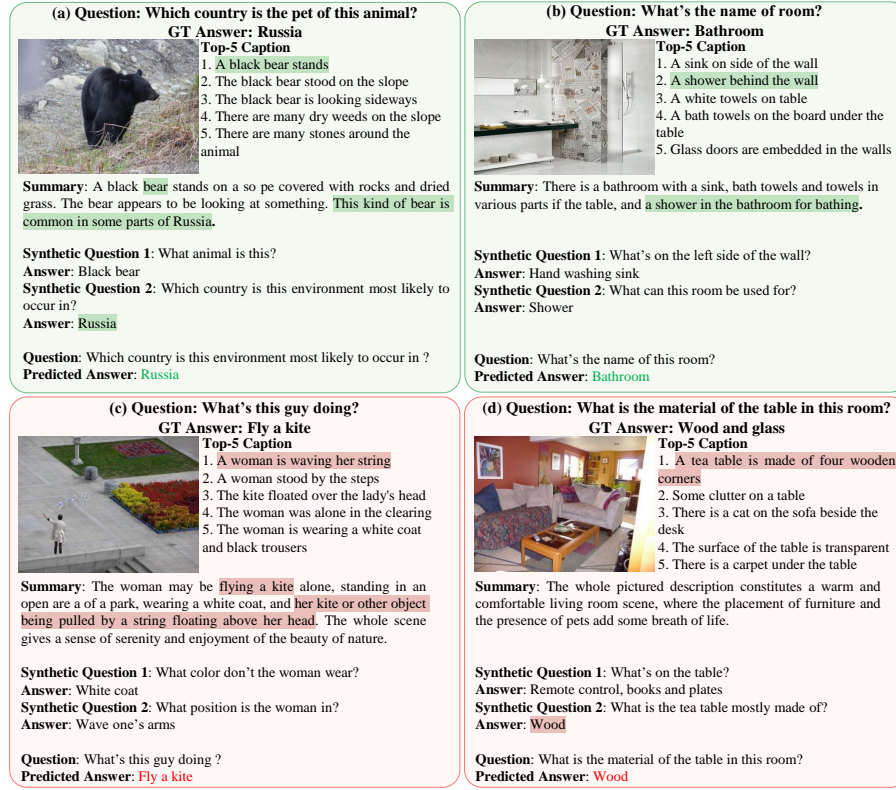 (a) Question: Which country is the pet of this animal?
GT Answer: Russia
Top-5 Caption
1. A black bear stands
2. The black bear stood on the slope
3. The black bear is looking sideways
4. There are many dry weeds on the slope
5. There are many stones around the
animal
Summary: A black bear stands on a so pe covered with rocks and dried
grass. The bear appears to be looking at something. This kind of bear is
common in some parts of Russia.
Synthetic Question 1: What animal is this?
Answer: Black bear
Synthetic Question 2: Which country is this environment most likely to
occur in?
Answer: Russia
Question: Which country is this environment most likely to occur in ?
Predicted Answer: Russia
(b) Question: What's the name of room?
GT Answer: Bathroom
Top-5 Caption
1. A sink on side of the wall
2. A shower behind the wall
3. A white towels on table
4. A bath towels on the board under the
table
5. Glass doors are embedded in the walls
Summary: There is a bathroom with a sink, bath towels and towels in
various parts if the table, and a shower in the bathroom for bathing.
Synthetic Question 1: What's on the left side of the wall?
Answer: Hand washing sink
Synthetic Question 2: What can this room be used for?
Answer: Shower
Question: What's the name of this room?
Predicted Answer: Bathroom
(c) Question: What's this guy doing?
GT Answer: Fly a kite
Top-5 Caption
1. A woman is waving her string
2. A woman stood by the steps
3. The kite floated over the lady's head
4. The woman was alone in the clearing
5. The woman is wearing a white coat
and black trousers
Summary: The woman may be flying a kite alone, standing in an
open are a of a park, wearing a white coat, and her kite or other object
being pulled by a string floating above her head. The whole scene
gives a sense of serenity and enjoyment of the beauty of nature.
Synthetic Question 1: What color don't the woman wear?
Answer: White coat
Synthetic Question 2: What position is the woman in?
Answer: Wave one's arms
Question: What's this guy doing ?
Predicted Answer: Fly a kite
(d) Question: What is the material of the table in this room?
GT Answer: Wood and glass
Top-5 Caption
1. A tea table is made of four wooden
corners
2. Some clutter on a table
3. There is a cat on the sofa beside the
desk
4. The surface of the table is transparent
5. There is a carpet under the table
Summary: The whole pictured description constitutes a warm and
comfortable living room scene, where the placement of furniture and
the presence of pets add some breath of life.
Synthetic Question 1: What's on the table?
Answer: Remote control, books and plates
Synthetic Question 2: What is the tea table mostly made of?
Answer: Wood
Question: What is the material of the table in this room?
Predicted Answer: Wood